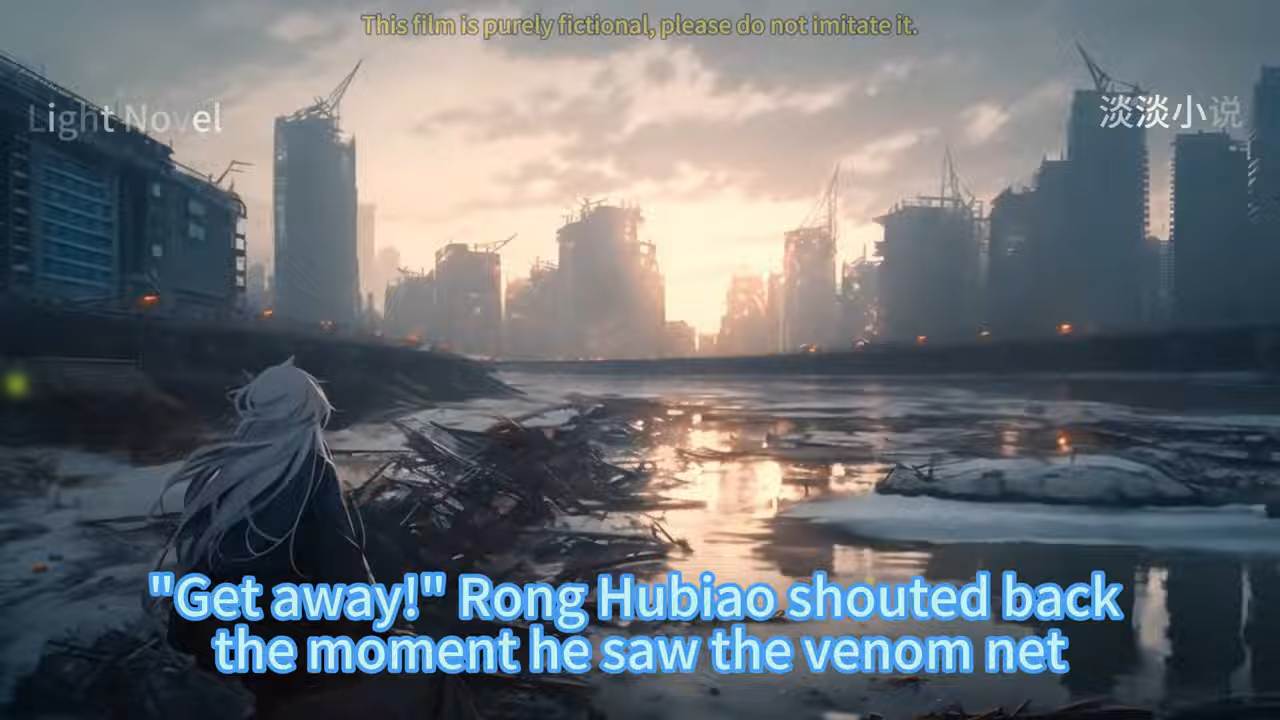 This film is purely fictional, please do not imitate it.
Light Novel
淡淡小说
"Get away!" Rong Hubiao shouted back
the moment he saw the venom net